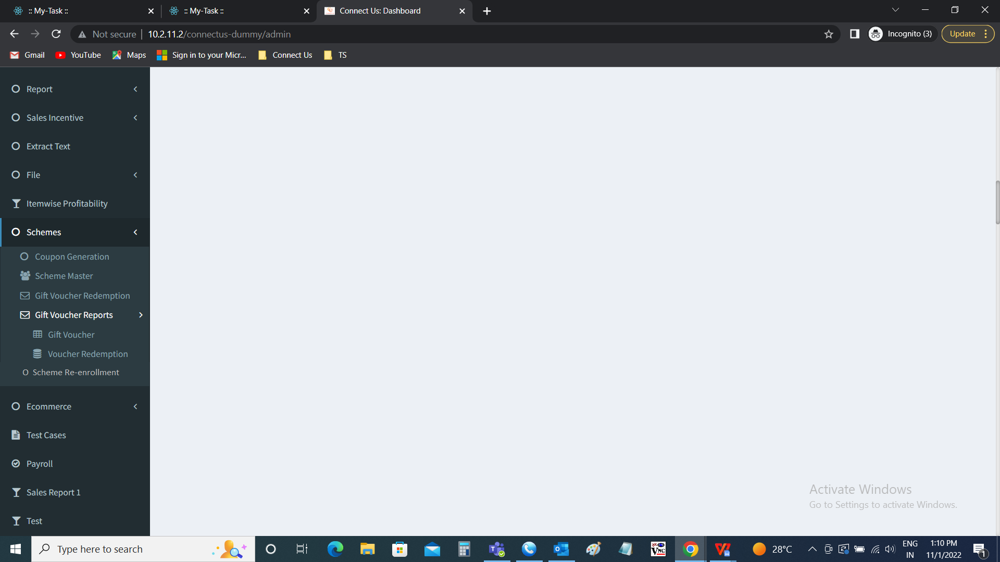 :: My-Task ::
:: My-Task ::
Connect Us: Dashboard
Not secure
10.2.11.2/connectus-dummy/admin
Incognito (3)
Update
Gmail
YouTube
Maps
Sign in to your Micr...
Connect Us
TS
Report
Sales Incentive
Extract Text
File
Itemwise Profitability
Schemes
Coupon Generation
Scheme Master
Gift Voucher Redemption
Gift Voucher Reports
Gift Voucher
Voucher Redemption
Scheme Re-enrollment
Ecommerce
Test Cases
Payroll
Sales Report 1
Test
Activate Windows
Go to Settings to activate Windows.
Type here to search
28°C
ENG
IN
1:10 PM
11/1/2022
1